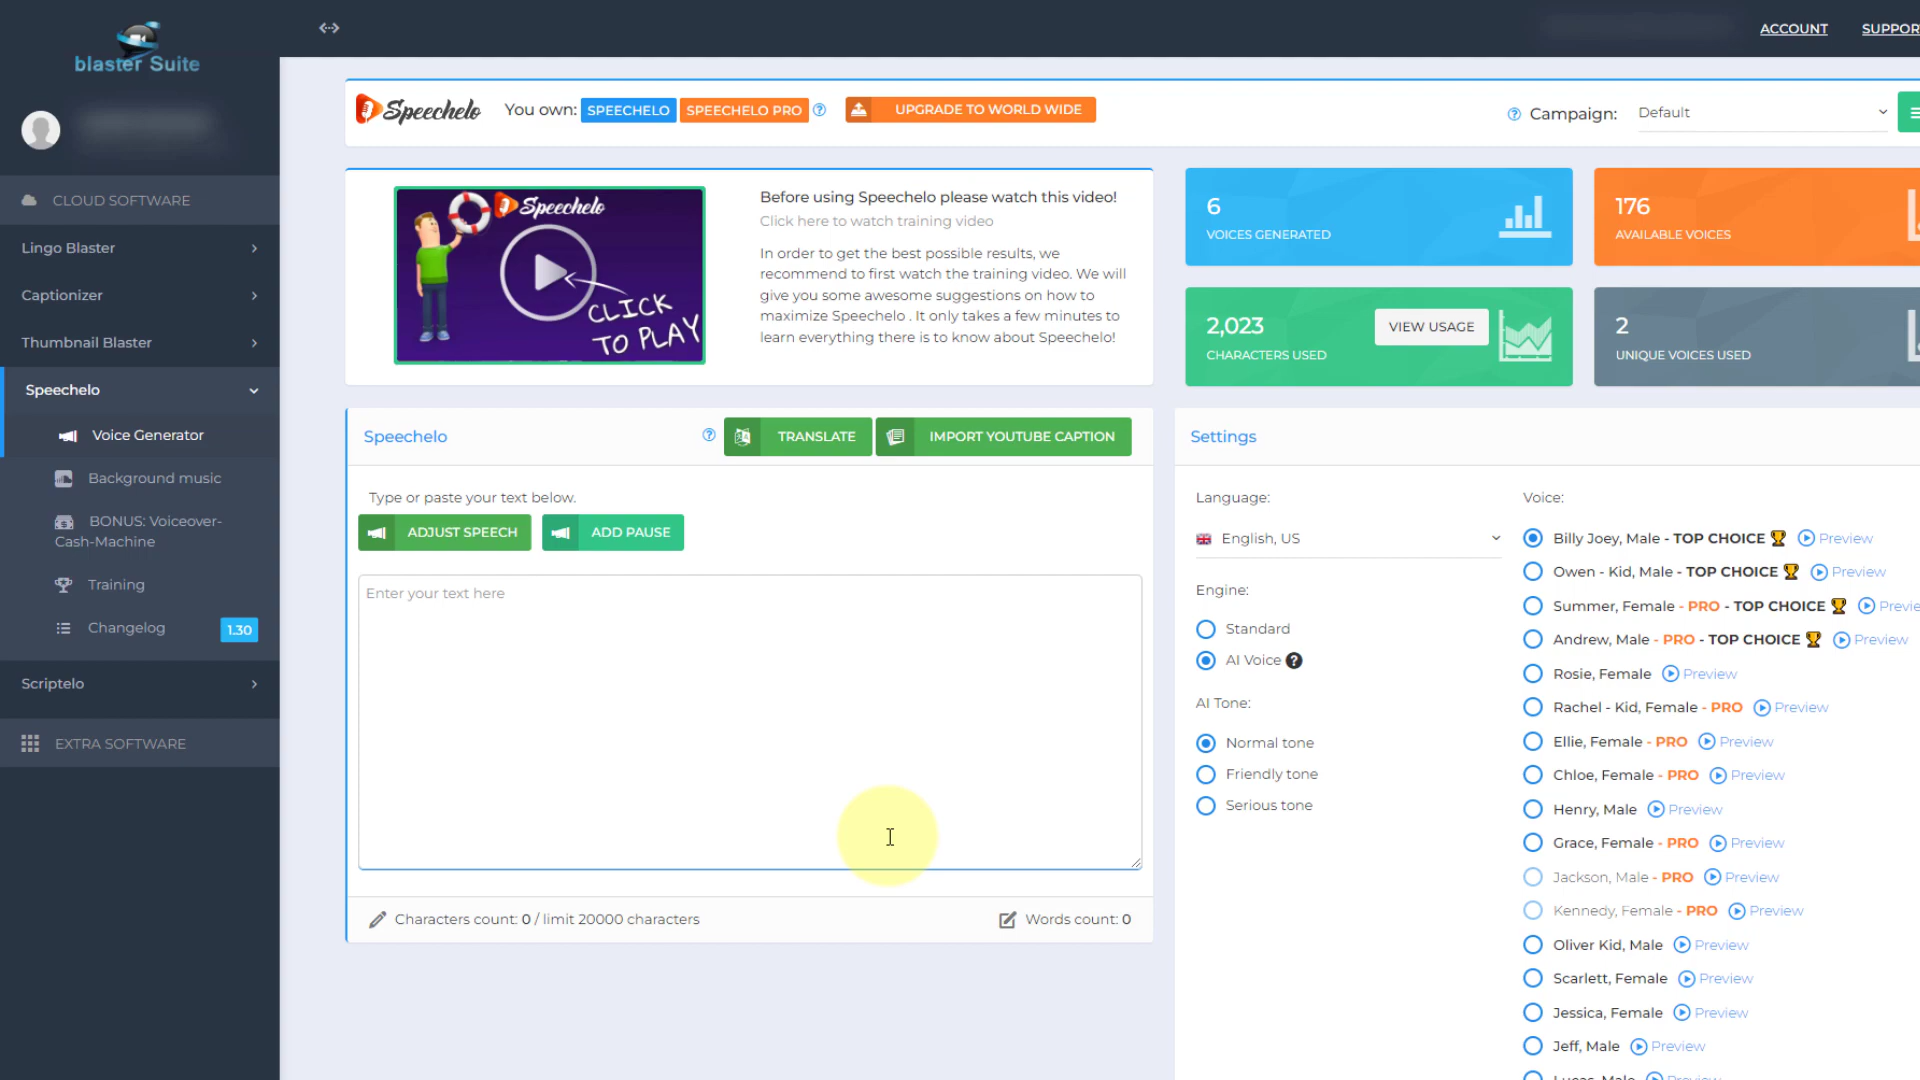 blaster Suite
ACCOUNT
SUPPOR
Speechelo
You own: SPEECHELO SPEECHELO PRO
UPGRADE TO WORLD WIDE
Campaign: Default
CLOUD SOFTWARE
Lingo Blaster
Captionizer
Thumbnail Blaster
Speechelo
Voice Generator
Background music
BONUS: Voiceover-
Cash-Machine
Training
Changelog 1.30
Scriptelo
EXTRA SOFTWARE
Speechelo
CLICK
TO PLAY
Before using Speechelo please watch this video!
Click here to watch training video
In order to get the best possible results, we
recommend to first watch the training video. We will
give you some awesome suggestions on how to
maximize Speechelo . It only takes a few minutes to
learn everything there is to know about Speechelo!
6
VOICES GENERATED
176
AVAILABLE VOICES
2,023
CHARACTERS USED
VIEW USAGE
2
UNIQUE VOICES USED
Speechelo
TRANSLATE
IMPORT YOUTUBE CAPTION
Type or paste your text below.
ADJUST SPEECH
ADD PAUSE
Enter your text here
Characters count: 0 / limit 20000 characters
Words count: 0
Settings
Language:
English, US
Engine:
Standard
AI Voice
AI Tone:
Normal tone
Friendly tone
Serious tone
Voice:
Billy Joey, Male - TOP CHOICE Preview
Owen - Kid, Male - TOP CHOICE Preview
Summer, Female - PRO - TOP CHOICE Previe
Andrew, Male - PRO - TOP CHOICE Preview
Rosie, Female Preview
Rachel - Kid, Female - PRO Preview
Ellie, Female - PRO Preview
Chloe, Female - PRO Preview
Henry, Male Preview
Grace, Female - PRO Preview
Jackson, Male - PRO Preview
Kennedy, Female - PRO Preview
Oliver Kid, Male Preview
Scarlett, Female Preview
Jessica, Female Preview
Jeff, Male Preview
Lucas, Male Preview